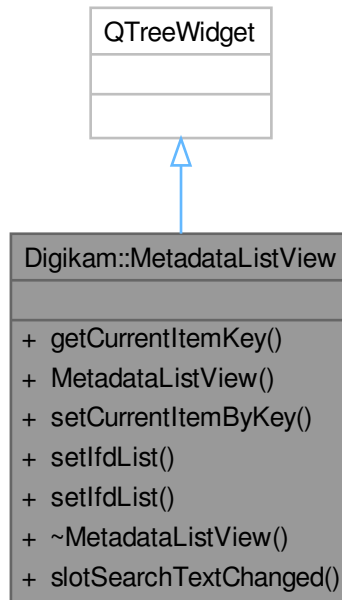 QTreeWidget
Digikam::MetadataListView
+ getCurrentItemKey()
+ MetadataListView()
+ setCurrentItemByKey()
+ setIfdList()
+ setIfdList()
+ ~MetadataListView()
+ slotSearchTextChanged()